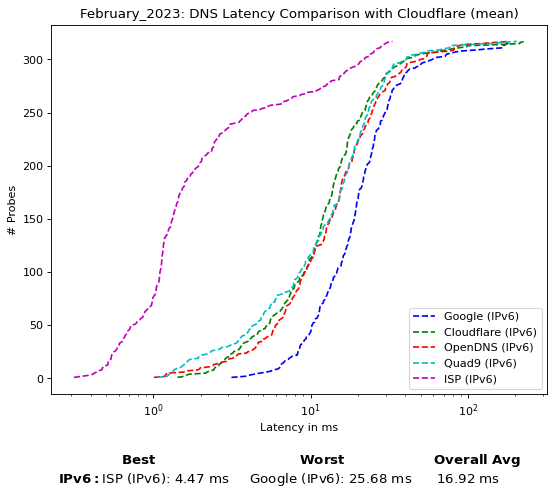 February_2023: DNS Latency Comparison with Cloudflare (mean)
300
250
200
150
100
50
0
# Probes
Google (IPv6)
Cloudflare (IPv6)
OpenDNS (IPv6)
Quad9 (IPv6)
ISP (IPv6)
10⁰ 10¹ 10²
Latency in ms
Best Worst Overall Avg
IPv6: ISP (IPv6): 4.47 ms Google (IPv6): 25.68 ms 16.92 ms